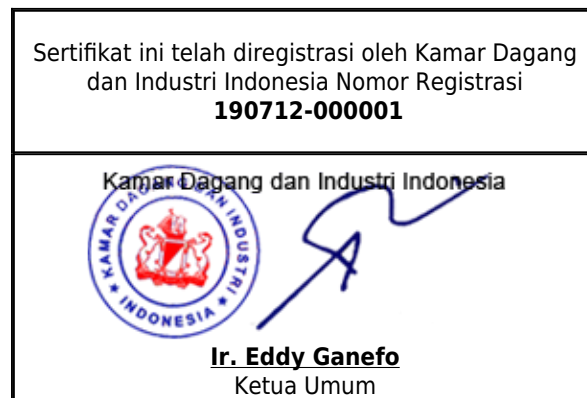 Sertifikat ini telah diregistrasi oleh Kamar Dagang
dan Industri Indonesia Nomor Registrasi
190712-000001
Kamar Dagang dan Industri Indonesia
KAMAR DAGANG DAN INDUSTRI
INDONESIA
Ir. Eddy Ganefo
Ketua Umum